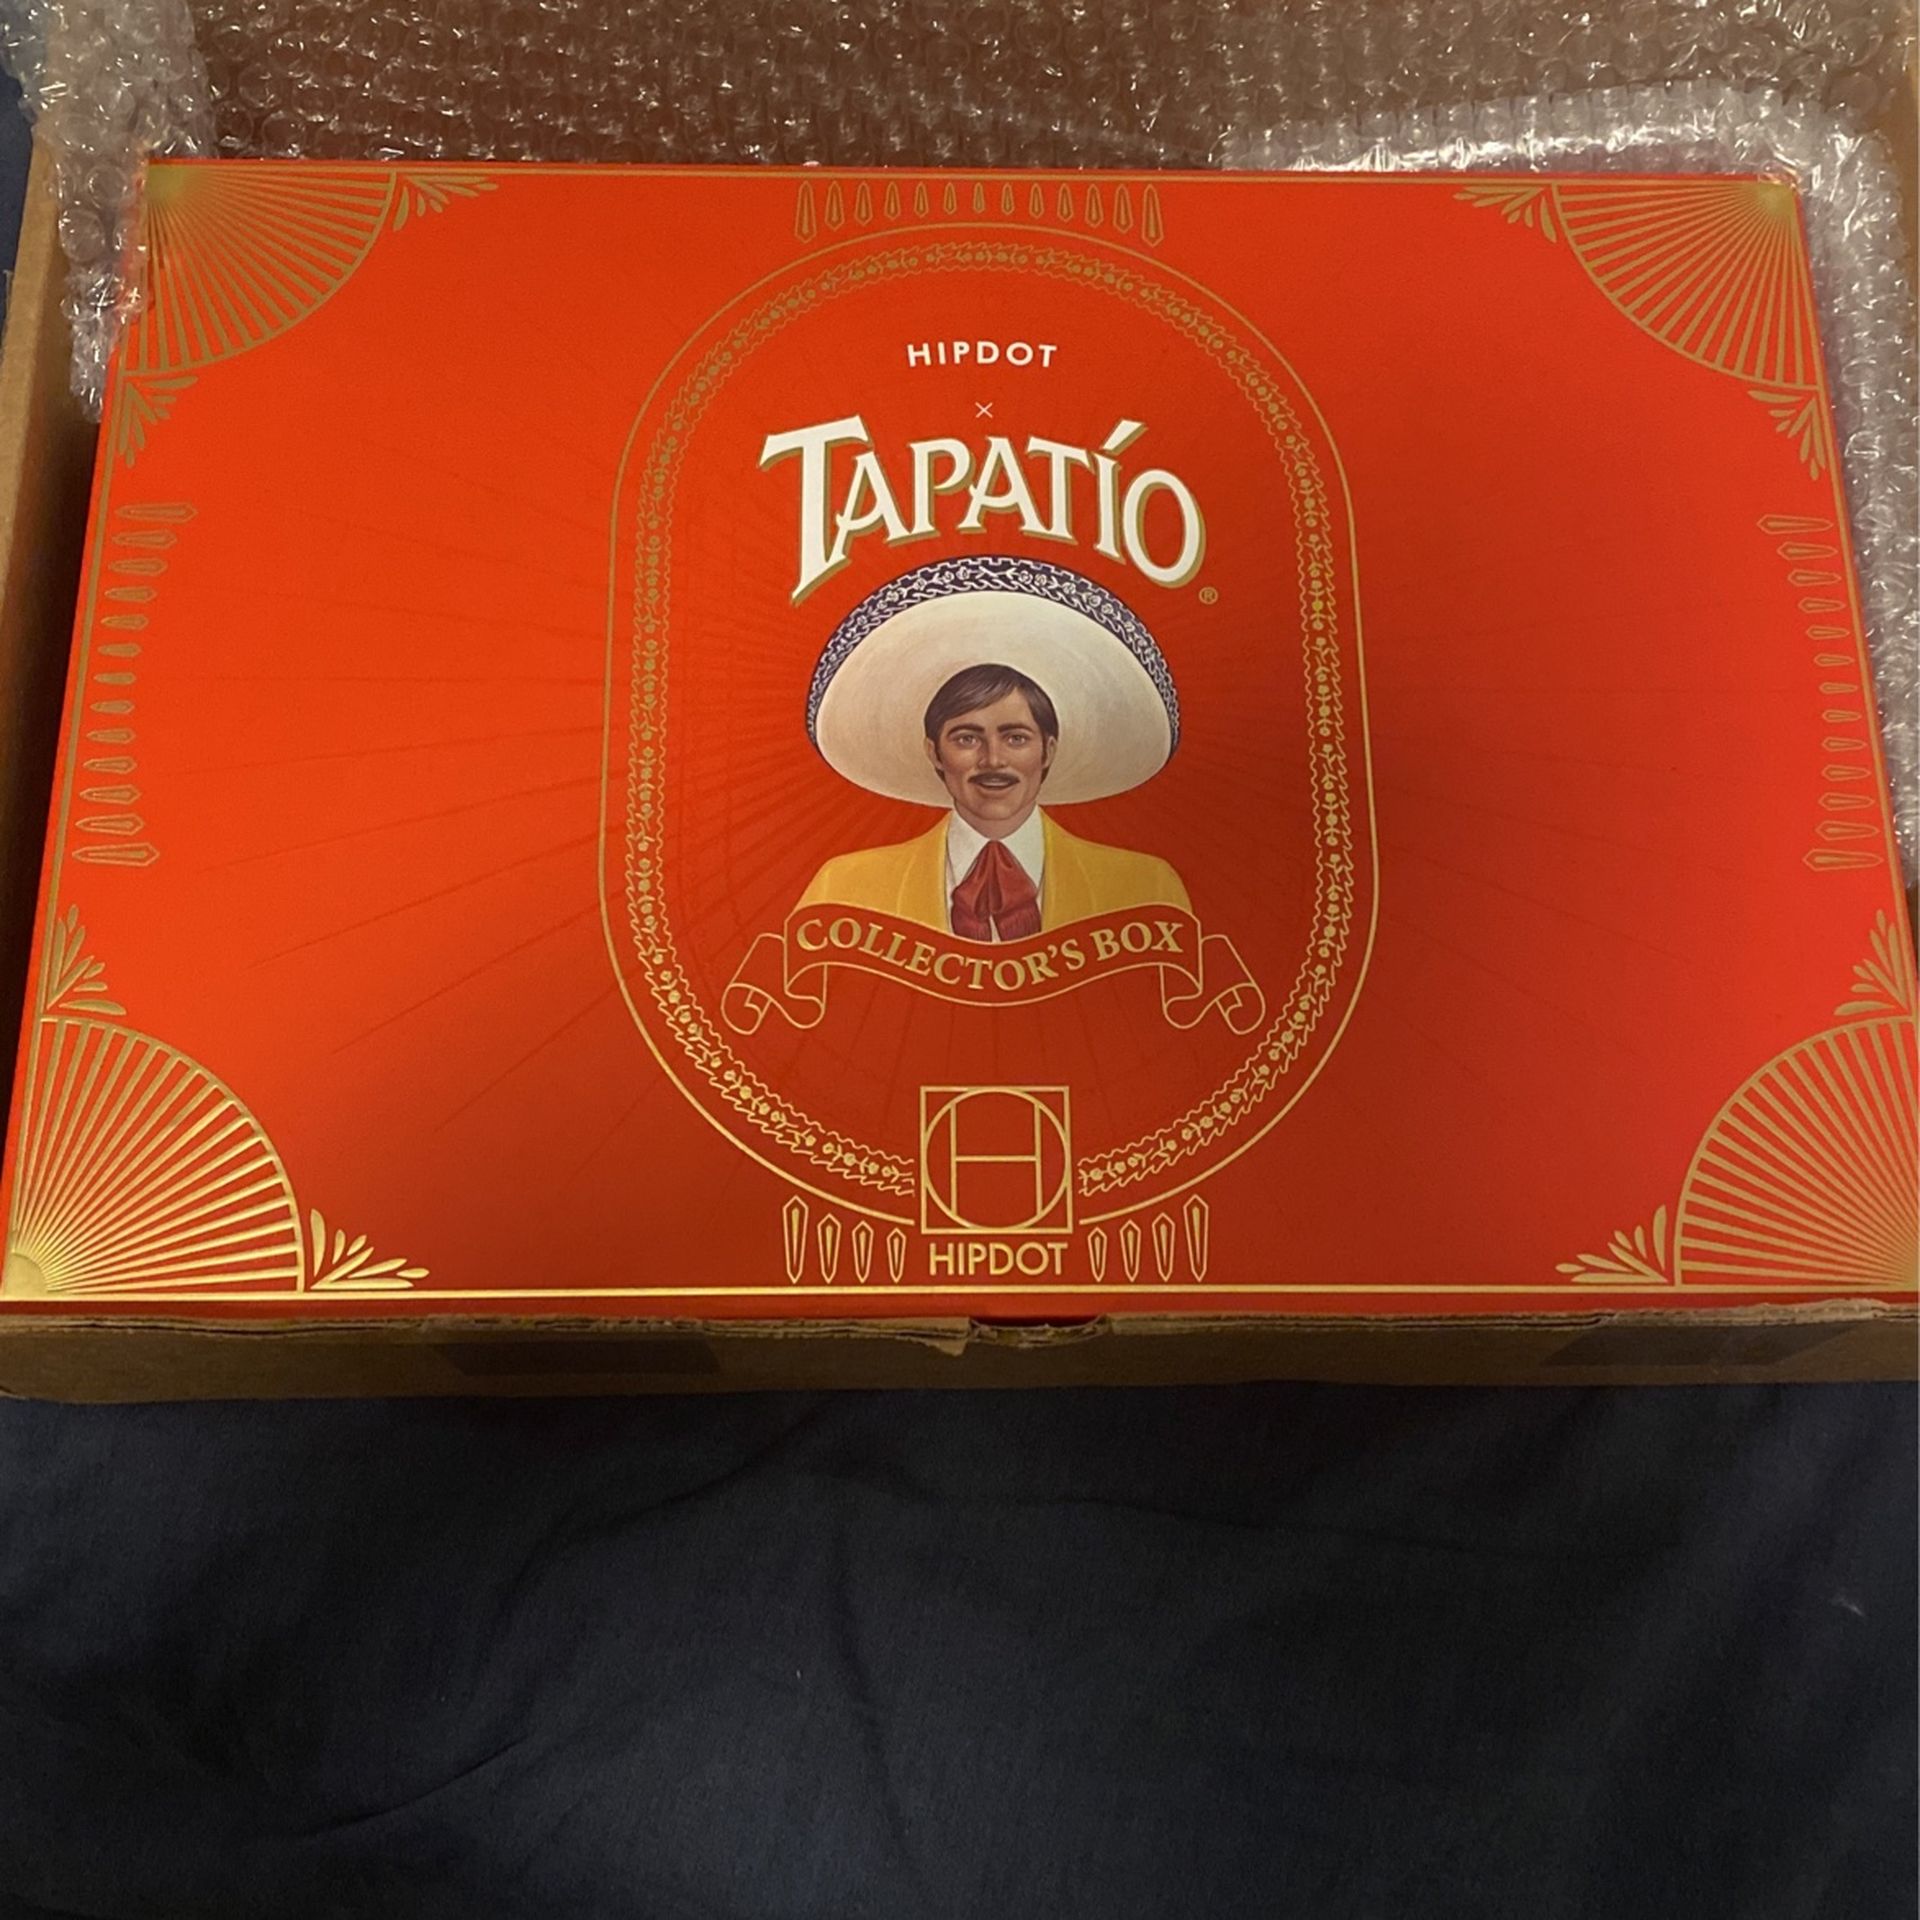 HIPDOT
×
TAPATÍO®
COLLECTOR'S BOX
H
HIPDOT